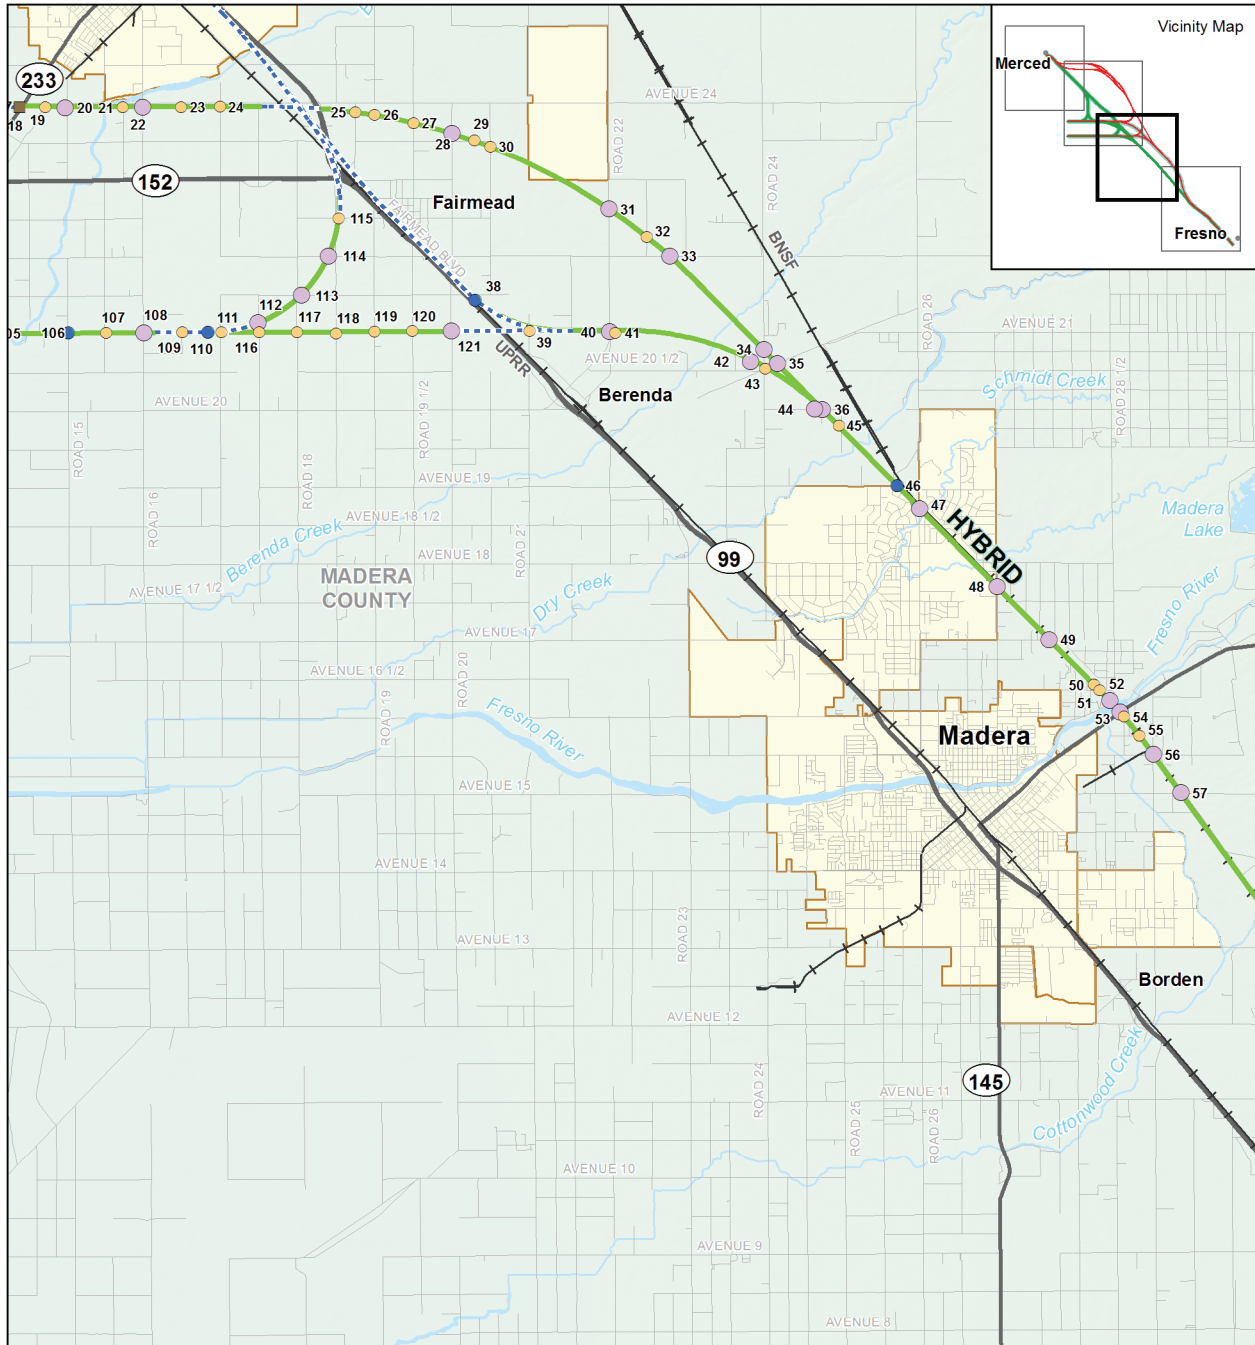 Vicinity Map
Merced
Fresno
233
AVENUE 24
7
18
19
20
21
22
23
24
25
26
27
28
29
30
ROAD 22
ROAD 24
152
Fairmead
FAIRMEAD BLVD
BNSF
31
32
33
115
114
113
112
38
ROAD 26
05
106
107
108
109
110
111
116
117
118
119
120
121
39
40
41
AVENUE 21
34
42
43
35
AVENUE 20 1/2
UPRR
Berenda
Schmidt Creek
ROAD 28 1/2
AVENUE 20
ROAD 19 1/2
44
36
45
ROAD 15
ROAD 18
AVENUE 19
46
47
ROAD 16
AVENUE 18 1/2
ROAD 21
HYBRID
Madera
Lake
Berenda Creek
AVENUE 18
99
AVENUE 17 1/2
MADERA
COUNTY
Dry Creek
48
Fresno River
AVENUE 17
49
AVENUE 16 1/2
ROAD 20
ROAD 19
50
52
51
53
54
55
56
57
Fresno River
Madera
AVENUE 15
AVENUE 14
AVENUE 13
ROAD 23
Borden
AVENUE 12
Cottonwood Creek
145
ROAD 24
AVENUE 11
ROAD 25
ROAD 26
AVENUE 10
AVENUE 9
AVENUE 8